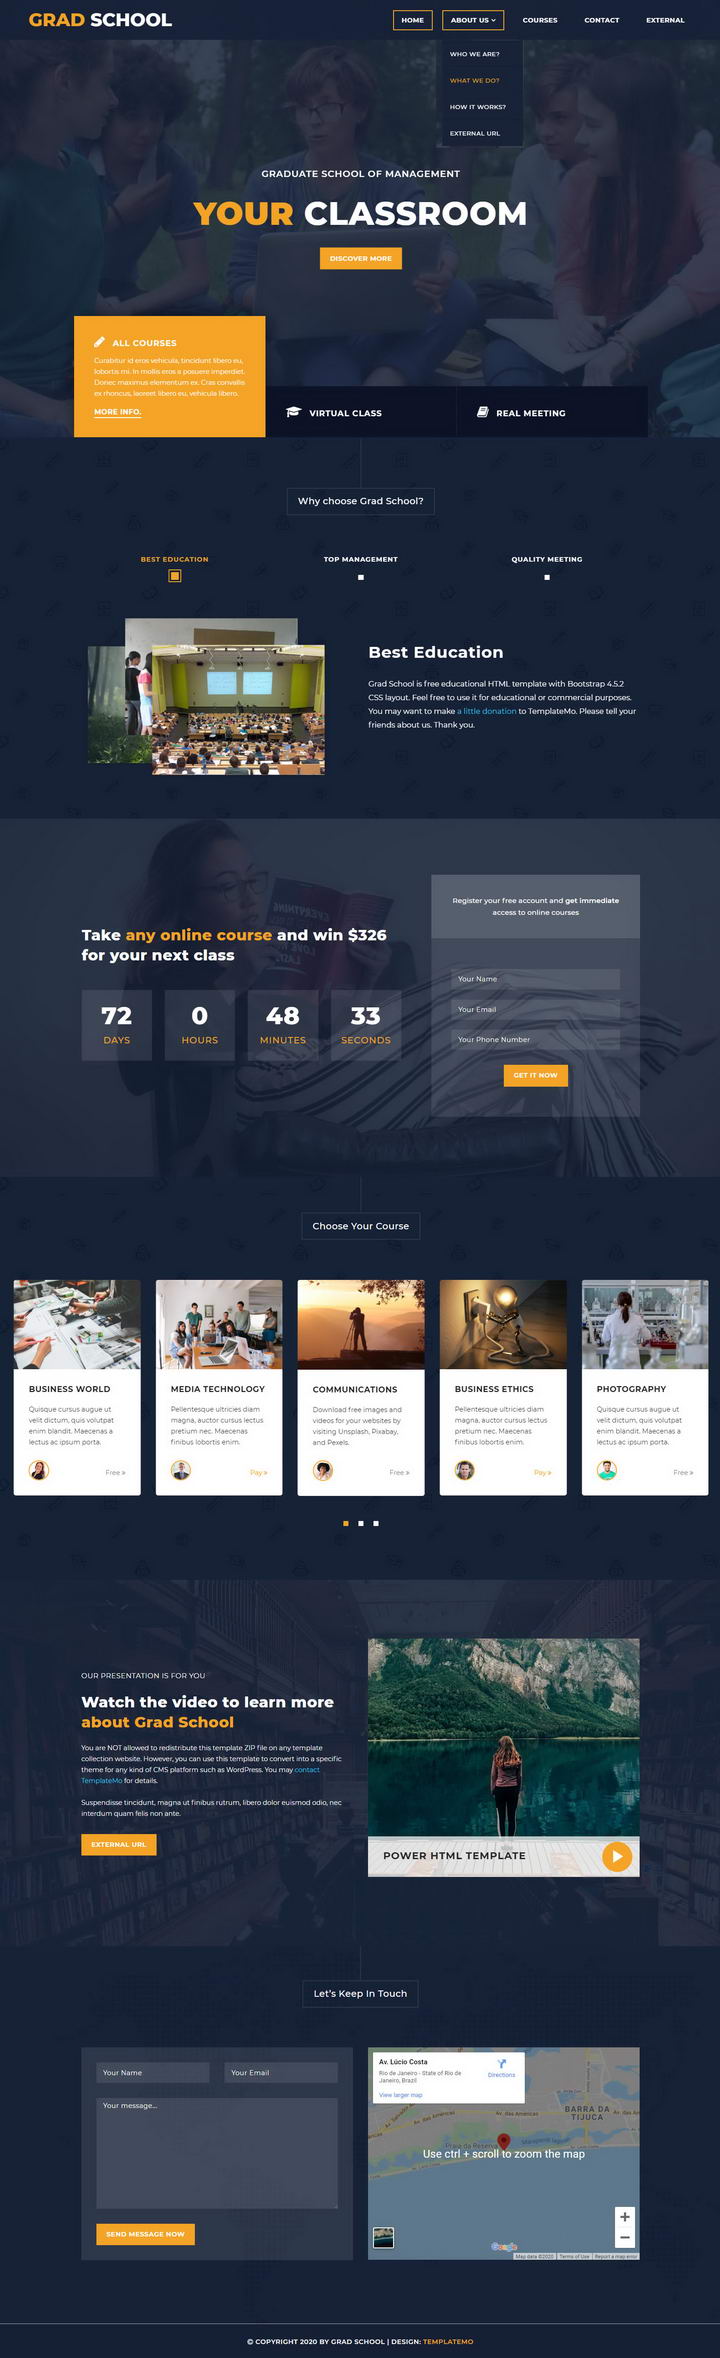 GRAD SCHOOL
HOME
ABOUT US
COURSES
CONTACT
EXTERNAL
WHO WE ARE?
WHAT WE DO?
HOW IT WORKS?
EXTERNAL URL
GRADUATE SCHOOL OF MANAGEMENT
YOUR CLASSROOM
DISCOVER MORE
ALL COURSES
Curabitur id eros vehicula, tincidunt libero eu,
lobortis mi. In mollis eros a posuere imperdiet.
Donec maximus elementum ex. Cras convallis
ex rhoncus, laoreet libero eu, vehicula libero.
MORE INFO.
VIRTUAL CLASS
REAL MEETING
Why choose Grad School?
BEST EDUCATION
TOP MANAGEMENT
QUALITY MEETING
Best Education
Grad School is free educational HTML template with Bootstrap 4.5.2
CSS layout. Feel free to use it for educational or commercial purposes.
You may want to make a little donation to TemplateMo. Please tell your
friends about us. Thank you.
Take any online course and win $326
for your next class
72
DAYS
0
HOURS
48
MINUTES
33
SECONDS
Register your free account and get immediate
access to online courses
Your Name
Your Email
Your Phone Number
GET IT NOW
Choose Your Course
BUSINESS WORLD
Quisque cursus augue ut
velit dictum, quis volutpat
enim blandit. Maecenas a
lectus ac ipsum porta.
Free »
MEDIA TECHNOLOGY
Pellentesque ultricies diam
magna, auctor cursus lectus
pretium nec. Maecenas
finibus lobortis enim.
Pay »
COMMUNICATIONS
Download free images and
videos for your websites by
visiting Unsplash, Pixabay,
and Pexels.
Free »
BUSINESS ETHICS
Pellentesque ultricies diam
magna, auctor cursus lectus
pretium nec. Maecenas
finibus lobortis enim.
Pay »
PHOTOGRAPHY
Quisque cursus augue ut
velit dictum, quis volutpat
enim blandit. Maecenas a
lectus ac ipsum porta.
Free »
OUR PRESENTATION IS FOR YOU
Watch the video to learn more
about Grad School
You are NOT allowed to redistribute this template ZIP file on any template
collection website. However, you can use this template to convert into a specific
theme for any kind of CMS platform such as WordPress. You may contact
TemplateMo for details.
Suspendisse tincidunt, magna ut finibus rutrum, libero dolor euismod odio, nec
interdum quam felis non ante.
EXTERNAL URL
POWER HTML TEMPLATE
Let's Keep In Touch
Your Name
Your Email
Your message...
SEND MESSAGE NOW
Av. Lúcio Costa
Rio de Janeiro - State of Rio de
Janeiro, Brazil
Directions
View larger map
BARRA DA
TIJUCA
Av. das Américas
Praia da Reserva
Use ctrl + scroll to zoom the map
Google
Map data ©2020
Terms of Use
Report a map error
© COPYRIGHT 2020 BY GRAD SCHOOL | DESIGN: TEMPLATEMO